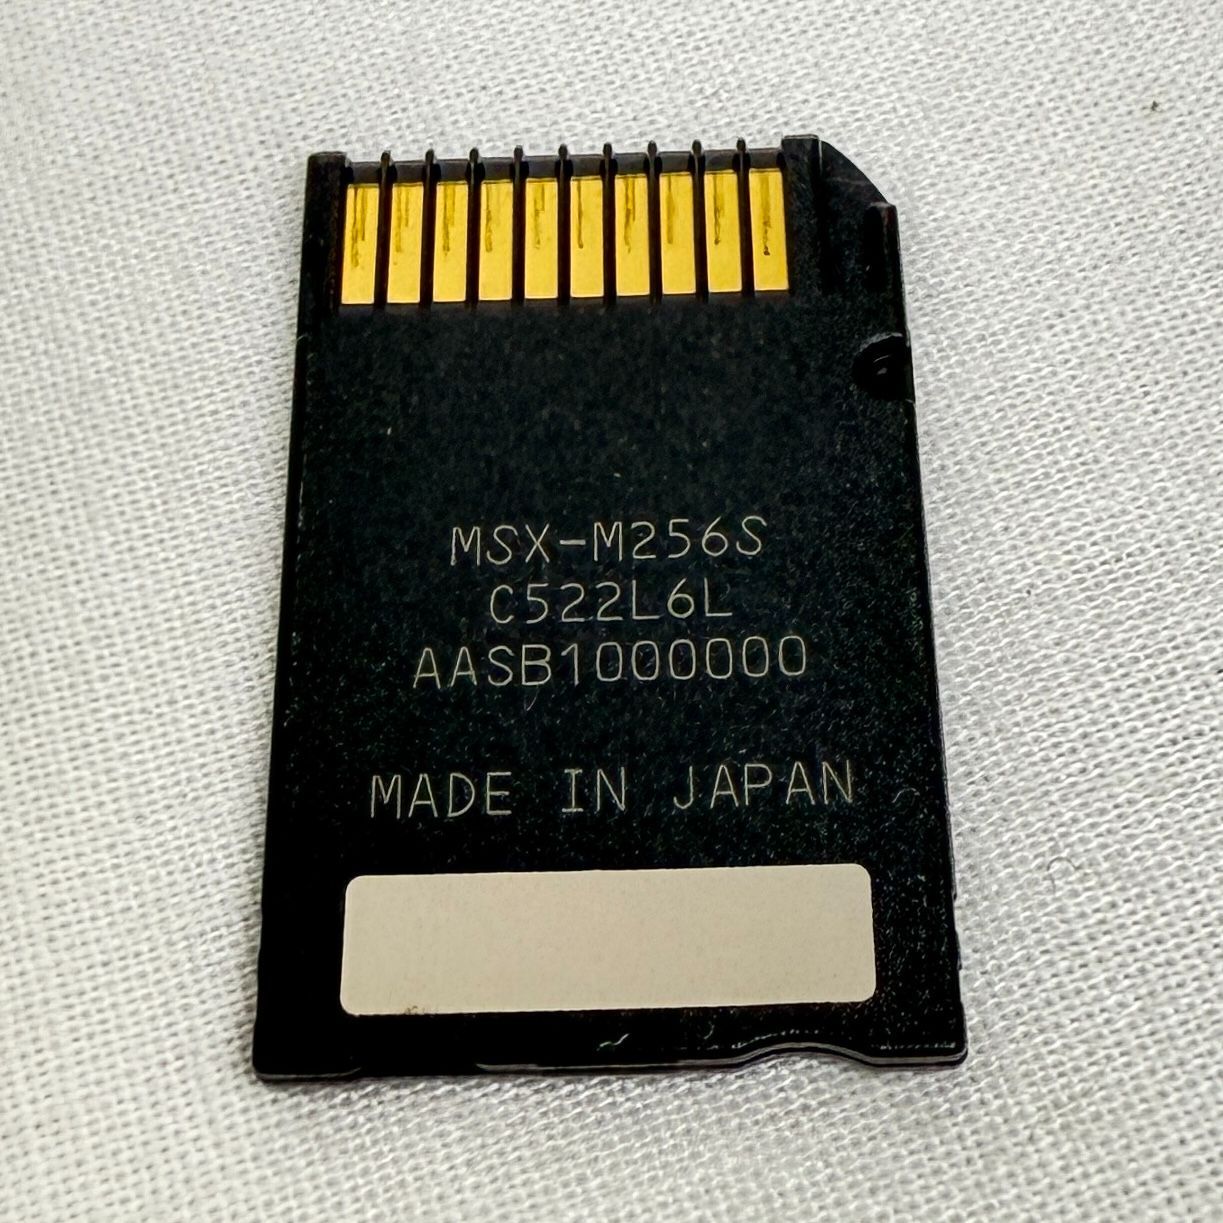 MSX-M256S
C522L6L
AASB1000000
MADE IN JAPAN